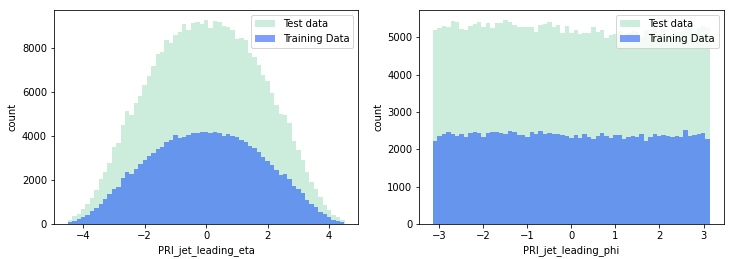 Test data
Training Data
8000
6000
4000
2000
0
count
−4
−2
0
2
4
PRI_jet_leading_eta
Test data
Training Data
5000
4000
3000
2000
1000
0
count
−3
−2
−1
0
1
2
3
PRI_jet_leading_phi